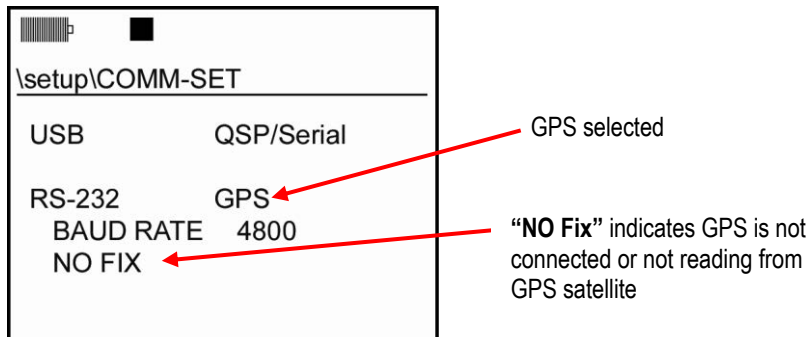 \setup\COMM-SET
USB QSP/Serial
GPS selected
RS-232 GPS
BAUD RATE 4800
NO FIX
“NO Fix” indicates GPS is not
connected or not reading from
GPS satellite